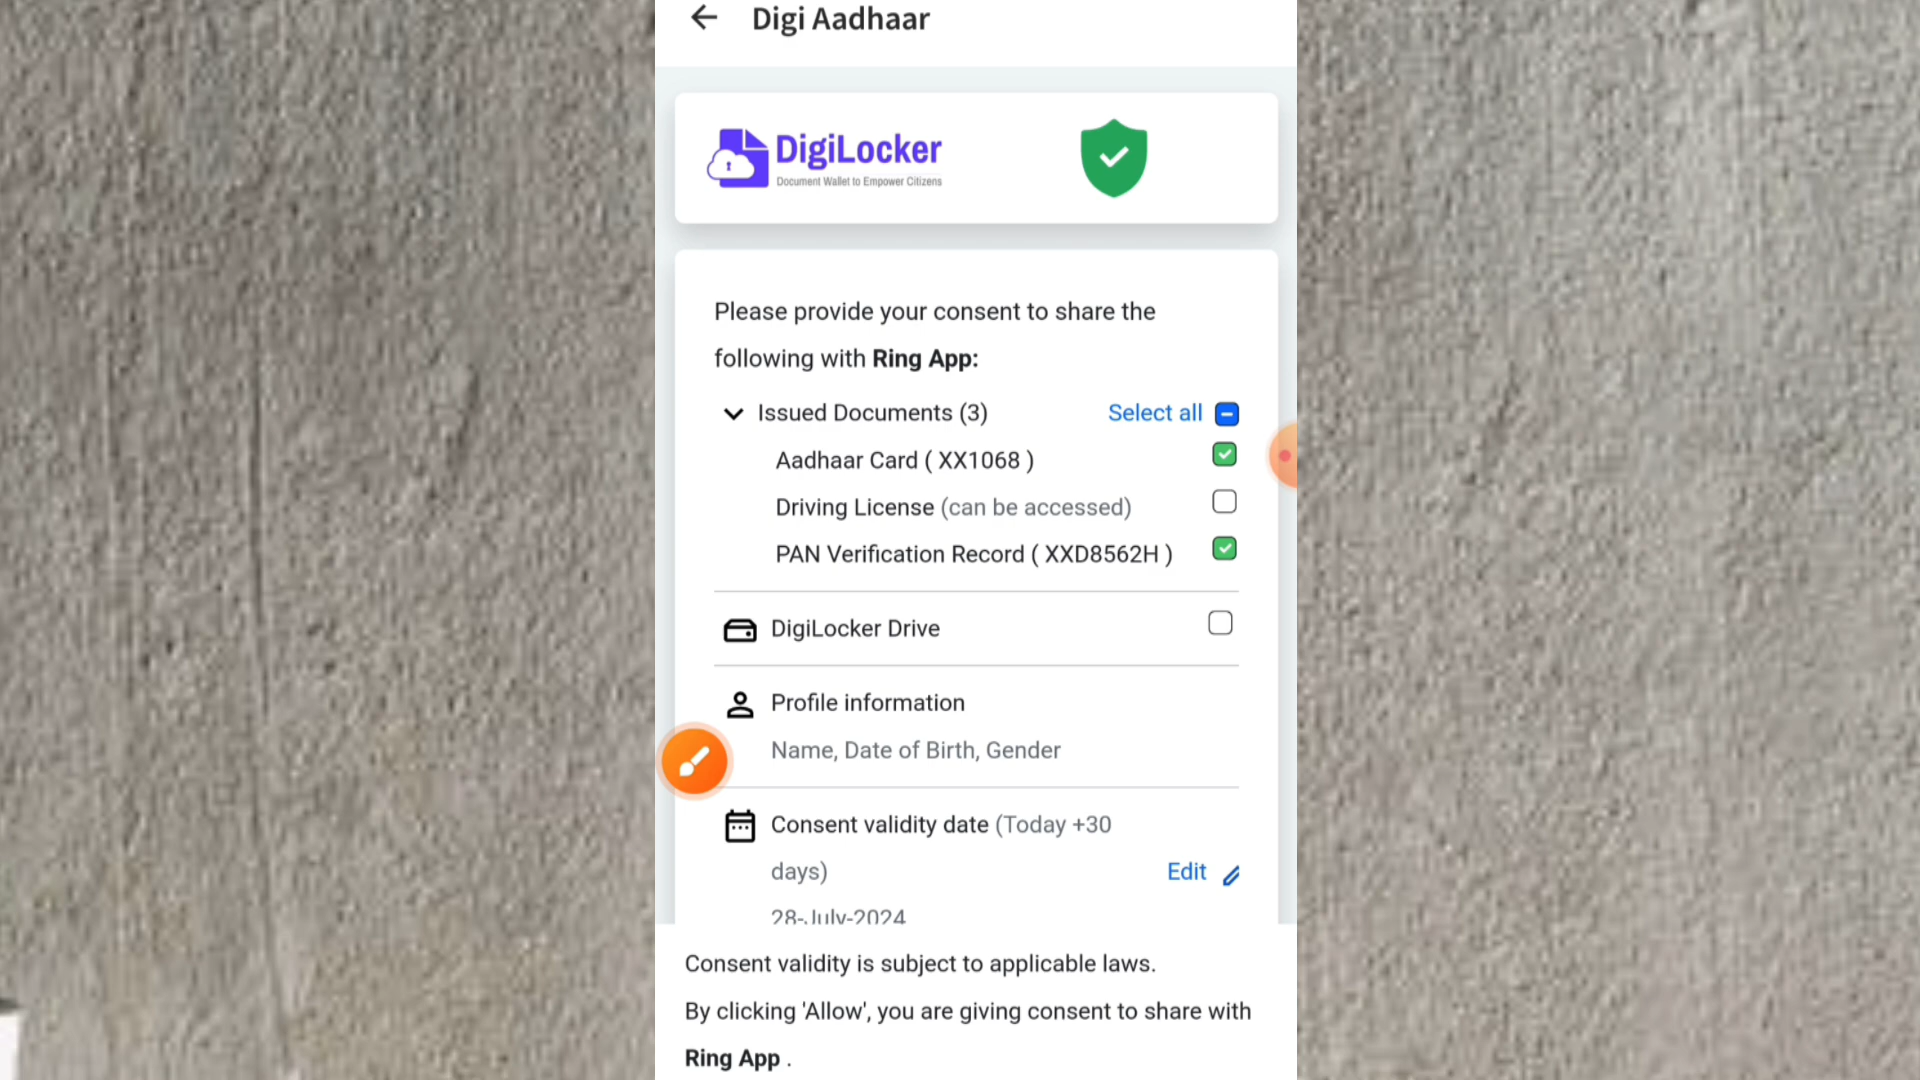 Digi Aadhaar
DigiLocker
Document Wallet to Empower Citizens
Please provide your consent to share the
following with Ring App:
Issued Documents (3) Select all
Aadhaar Card ( XX1068 )
Driving License (can be accessed)
PAN Verification Record ( XXD8562H )
DigiLocker Drive
Profile information
Name, Date of Birth, Gender
Consent validity date (Today +30
days) Edit
28-July-2024
Consent validity is subject to applicable laws.
By clicking 'Allow', you are giving consent to share with
Ring App .